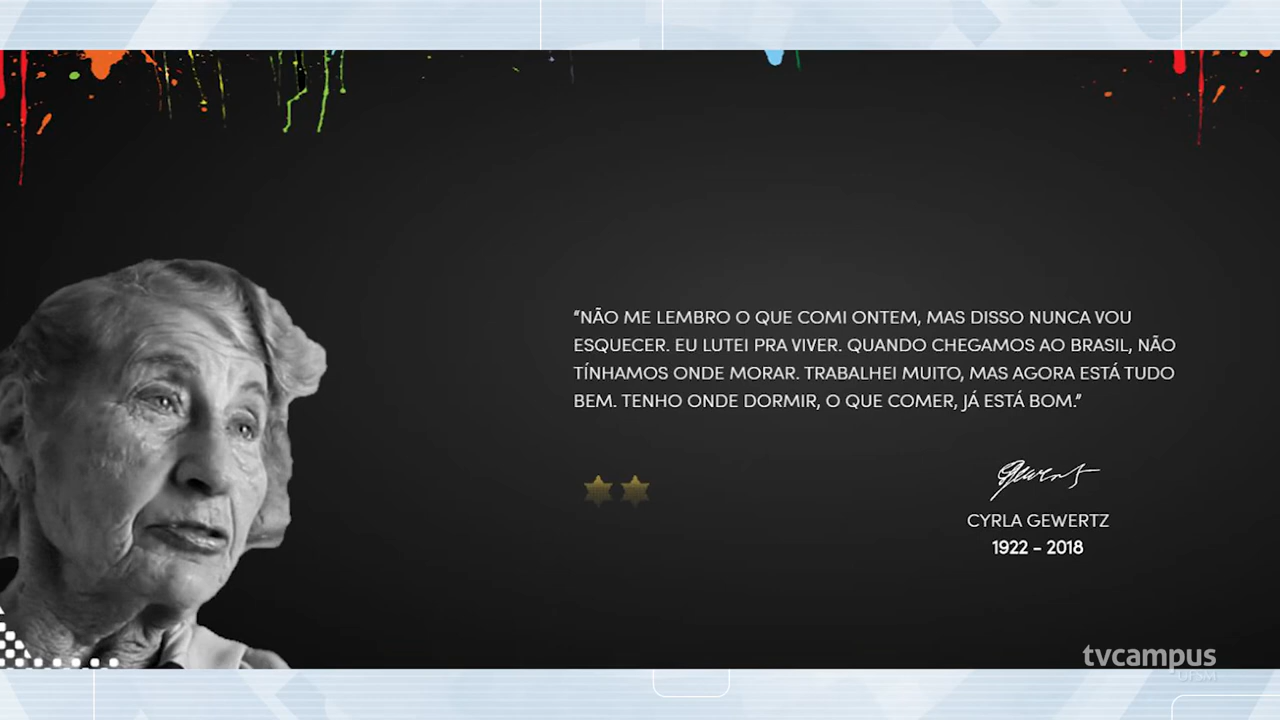 “NÃO ME LEMBRO O QUE COMI ONTEM, MAS DISSO NUNCA VOU
ESQUECER. EU LUTEI PRA VIVER. QUANDO CHEGAMOS AO BRASIL, NÃO
TÍNHAMOS ONDE MORAR. TRABALHEI MUITO, MAS AGORA ESTÁ TUDO
BEM. TENHO ONDE DORMIR, O QUE COMER, JÁ ESTÁ BOM.”
CYRLA GEWERTZ
1922 – 2018
tvcampus
UFSM